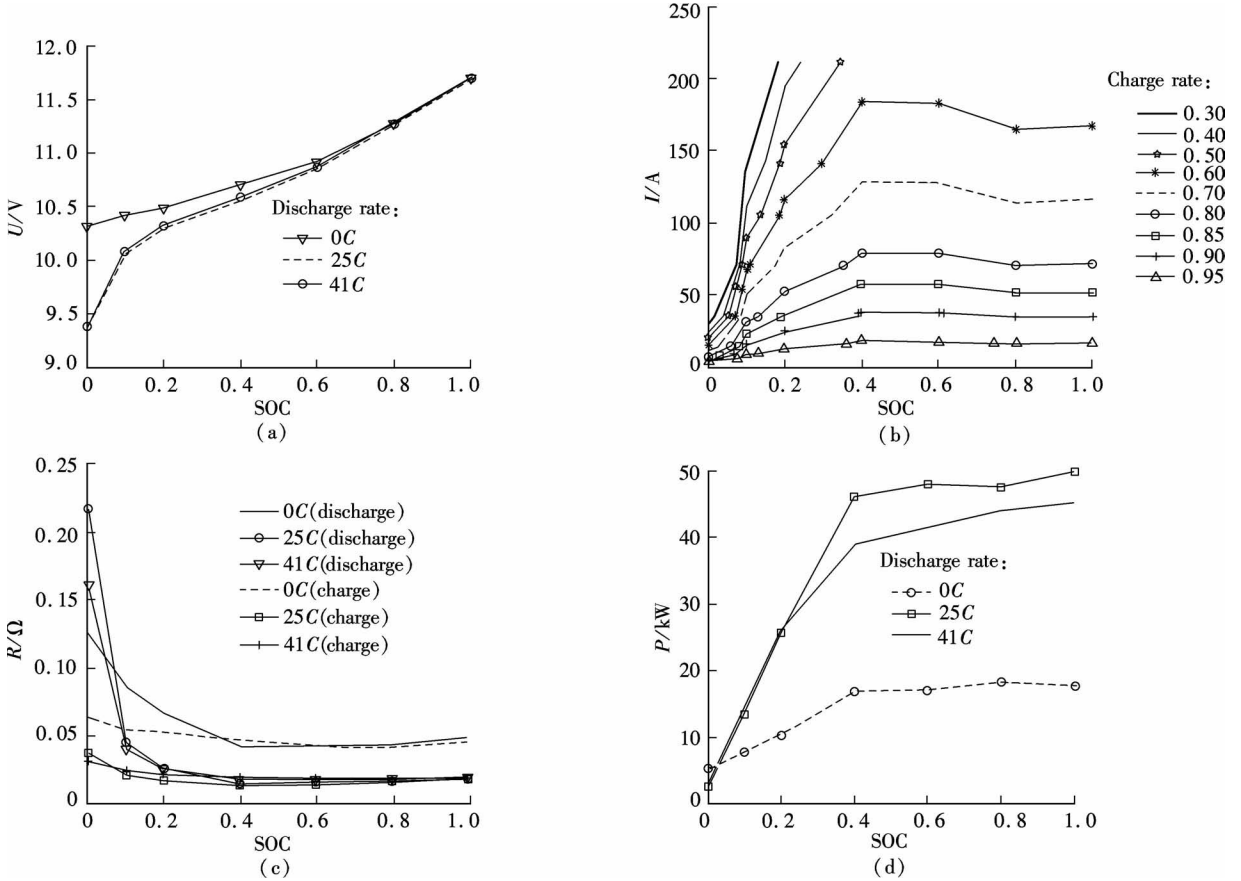 12.0
11.5
11.0
10.5
10.0
9.5
9.0
U/V
0
0.2
0.4
0.6
0.8
1.0
SOC
(a)
Discharge rate：
0C
25C
41C
250
200
150
100
50
0
I/A
0
0.2
0.4
0.6
0.8
1.0
SOC
(b)
Charge rate：
0.30
0.40
0.50
0.60
0.70
0.80
0.85
0.90
0.95
0.25
0.20
0.15
0.10
0.05
0
R/Ω
0
0.2
0.4
0.6
0.8
1.0
SOC
(c)
0C(discharge)
25C(discharge)
41C(discharge)
0C(charge)
25C(charge)
41C(charge)
50
40
30
20
10
0
P/kW
0
0.2
0.4
0.6
0.8
1.0
SOC
(d)
Discharge rate：
0C
25C
41C